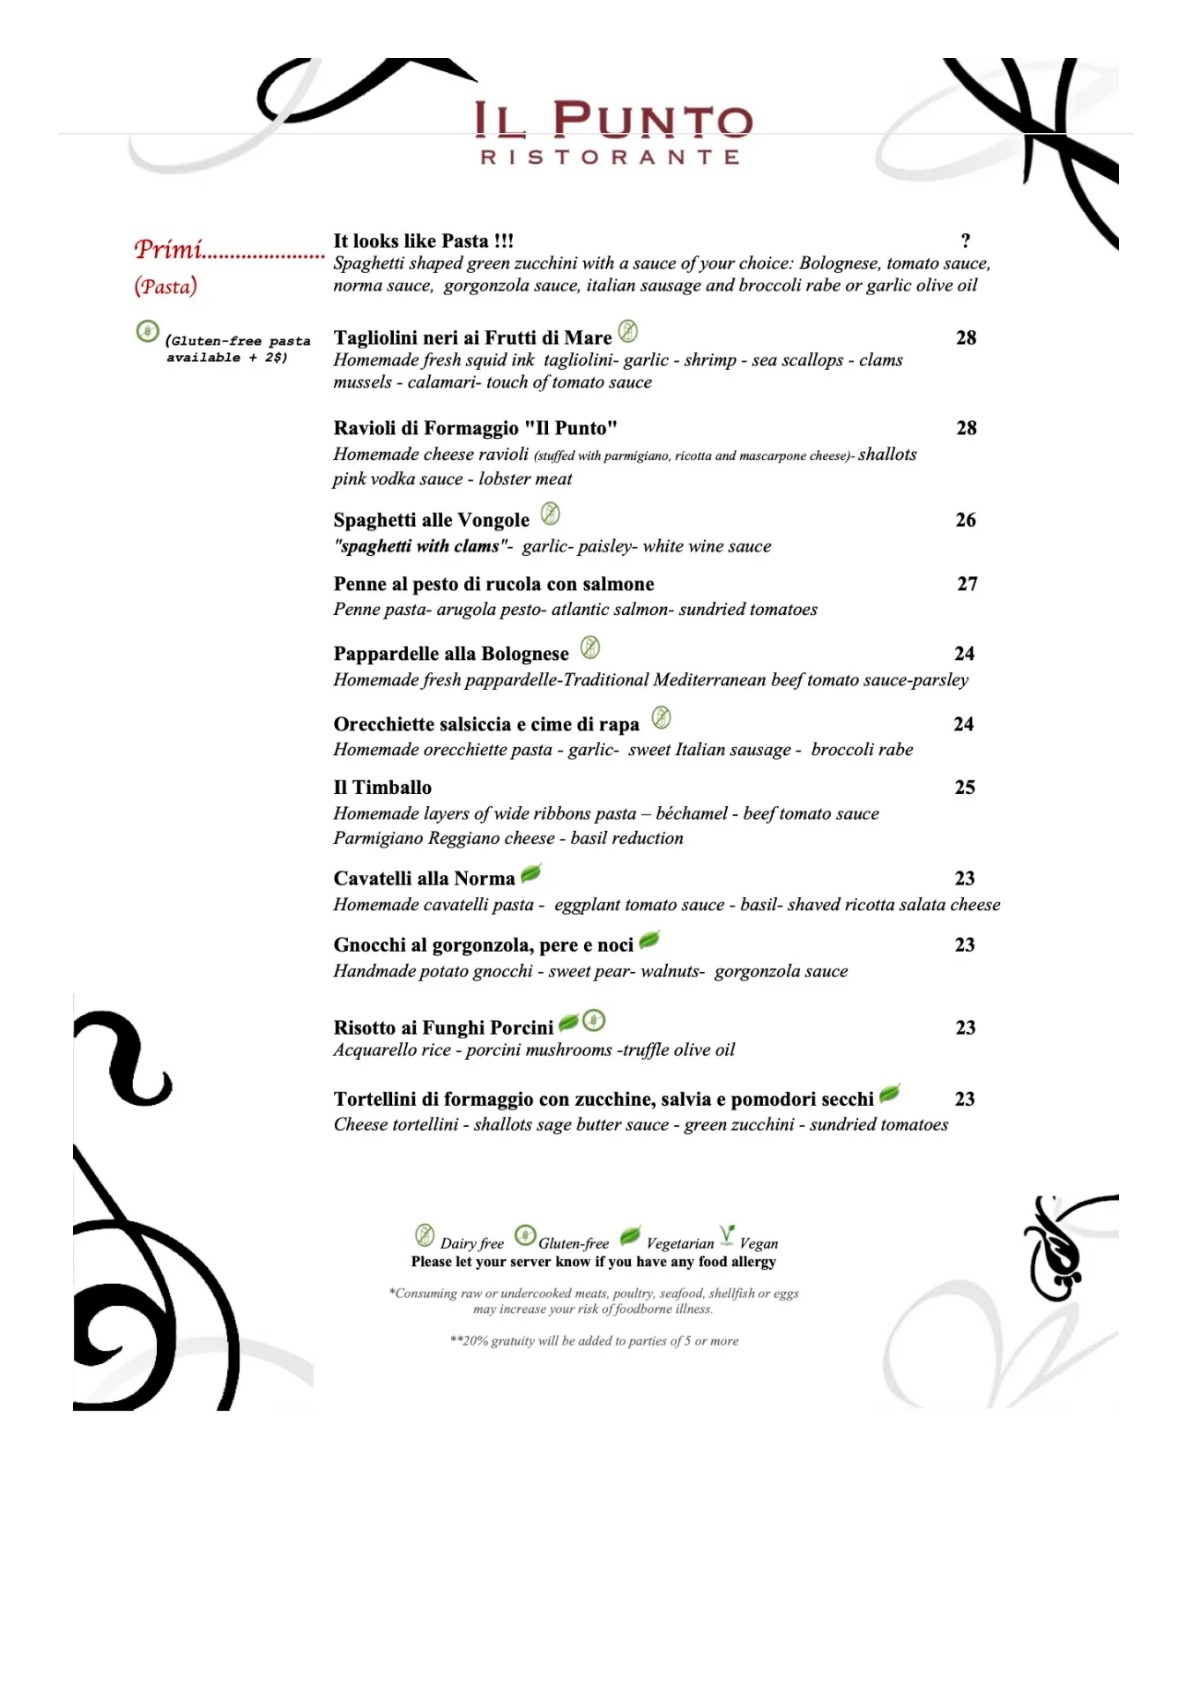 IL PUNTO
RISTORANTE
Primi......................
(Pasta)
(Gluten-free pasta
available + 2$)
It looks like Pasta !!! ?
Spaghetti shaped green zucchini with a sauce of your choice: Bolognese, tomato sauce,
norma sauce, gorgonzola sauce, italian sausage and broccoli rabe or garlic olive oil
Tagliolini neri ai Frutti di Mare 28
Homemade fresh squid ink tagliolini- garlic - shrimp - sea scallops - clams
mussels - calamari- touch of tomato sauce
Ravioli di Formaggio "Il Punto" 28
Homemade cheese ravioli (stuffed with parmigiano, ricotta and mascarpone cheese)- shallots
pink vodka sauce - lobster meat
Spaghetti alle Vongole 26
"spaghetti with clams"- garlic- paisley- white wine sauce
Penne al pesto di rucola con salmone 27
Penne pasta- arugola pesto- atlantic salmon- sundried tomatoes
Pappardelle alla Bolognese 24
Homemade fresh pappardelle-Traditional Mediterranean beef tomato sauce-parsley
Orecchiette salsiccia e cime di rapa 24
Homemade orecchiette pasta - garlic- sweet Italian sausage - broccoli rabe
Il Timballo 25
Homemade layers of wide ribbons pasta – béchamel - beef tomato sauce
Parmigiano Reggiano cheese - basil reduction
Cavatelli alla Norma 23
Homemade cavatelli pasta - eggplant tomato sauce - basil- shaved ricotta salata cheese
Gnocchi al gorgonzola, pere e noci 23
Handmade potato gnocchi - sweet pear- walnuts- gorgonzola sauce
Risotto ai Funghi Porcini 23
Acquarello rice - porcini mushrooms -truffle olive oil
Tortellini di formaggio con zucchine, salvia e pomodori secchi 23
Cheese tortellini - shallots sage butter sauce - green zucchini - sundried tomatoes
Dairy free Gluten-free Vegetarian Vegan
Please let your server know if you have any food allergy
*Consuming raw or undercooked meats, poultry, seafood, shellfish or eggs
may increase your risk of foodborne illness.
**20% gratuity will be added to parties of 5 or more